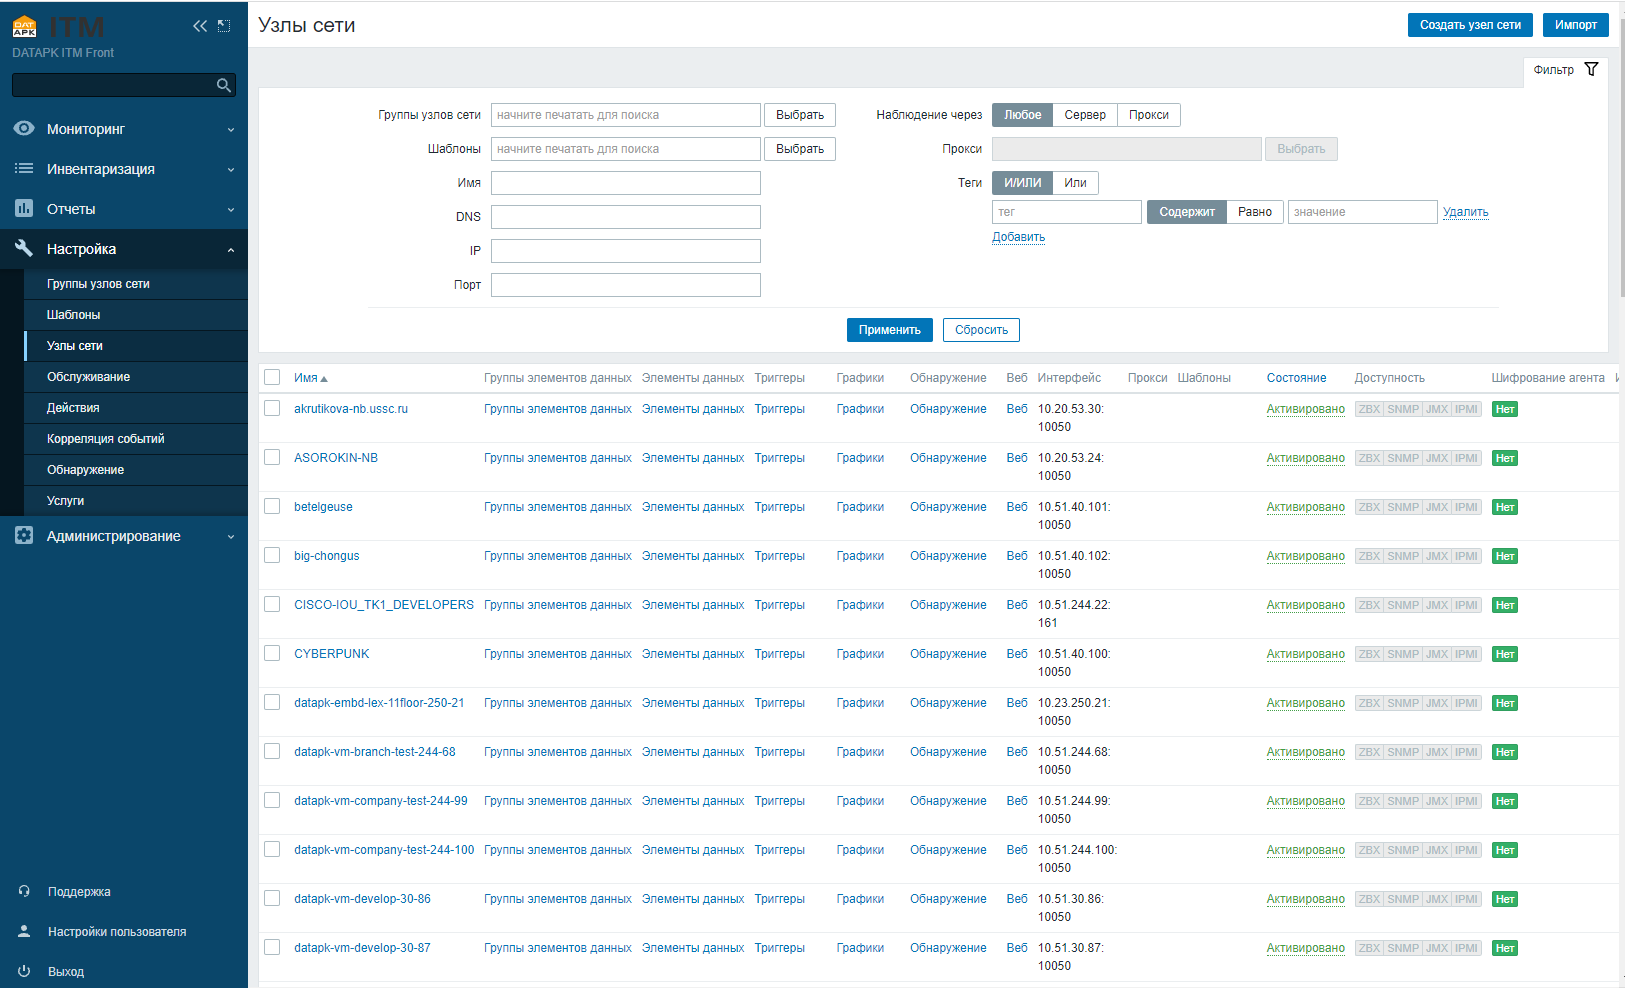 DAT APK ITM
DATAPK ITM Front
Мониторинг
Инвентаризация
Отчеты
Настройка
Группы узлов сети
Шаблоны
Узлы сети
Обслуживание
Действия
Корреляция событий
Обнаружение
Услуги
Администрирование
Поддержка
Настройки пользователя
Выход
Узлы сети
Создать узел сети Импорт
Фильтр
Группы узлов сети начните печатать для поиска Выбрать
Шаблоны начните печатать для поиска Выбрать
Имя
DNS
IP
Порт
Наблюдение через Любое Сервер Прокси
Прокси Выбрать
Теги И/ИЛИ Или
тег Содержит Равно значение Удалить
Добавить
Применить Сбросить
Имя Группы элементов данных Элементы данных Триггеры Графики Обнаружение Веб Интерфейс Прокси Шаблоны Состояние Доступность Шифрование агента
akrutikova-nb.ussc.ru Группы элементов данных Элементы данных Триггеры Графики Обнаружение Веб 10.20.53.30: Активировано ZBX SNMP JMX IPMI Нет
10050
ASOROKIN-NB Группы элементов данных Элементы данных Триггеры Графики Обнаружение Веб 10.20.53.24: Активировано ZBX SNMP JMX IPMI Нет
10050
betelgeuse Группы элементов данных Элементы данных Триггеры Графики Обнаружение Веб 10.51.40.101: Активировано ZBX SNMP JMX IPMI Нет
10050
big-chongus Группы элементов данных Элементы данных Триггеры Графики Обнаружение Веб 10.51.40.102: Активировано ZBX SNMP JMX IPMI Нет
10050
CISCO-IOU_TK1_DEVELOPERS Группы элементов данных Элементы данных Триггеры Графики Обнаружение Веб 10.51.244.22: Активировано ZBX SNMP JMX IPMI Нет
161
CYBERPUNK Группы элементов данных Элементы данных Триггеры Графики Обнаружение Веб 10.51.40.100: Активировано ZBX SNMP JMX IPMI Нет
10050
datapk-embd-lex-11floor-250-21 Группы элементов данных Элементы данных Триггеры Графики Обнаружение Веб 10.23.250.21: Активировано ZBX SNMP JMX IPMI Нет
10050
datapk-vm-branch-test-244-68 Группы элементов данных Элементы данных Триггеры Графики Обнаружение Веб 10.51.244.68: Активировано ZBX SNMP JMX IPMI Нет
10050
datapk-vm-company-test-244-99 Группы элементов данных Элементы данных Триггеры Графики Обнаружение Веб 10.51.244.99: Активировано ZBX SNMP JMX IPMI Нет
10050
datapk-vm-company-test-244-100 Группы элементов данных Элементы данных Триггеры Графики Обнаружение Веб 10.51.244.100: Активировано ZBX SNMP JMX IPMI Нет
10050
datapk-vm-develop-30-86 Группы элементов данных Элементы данных Триггеры Графики Обнаружение Веб 10.51.30.86: Активировано ZBX SNMP JMX IPMI Нет
10050
datapk-vm-develop-30-87 Группы элементов данных Элементы данных Триггеры Графики Обнаружение Веб 10.51.30.87: Активировано ZBX SNMP JMX IPMI Нет
10050